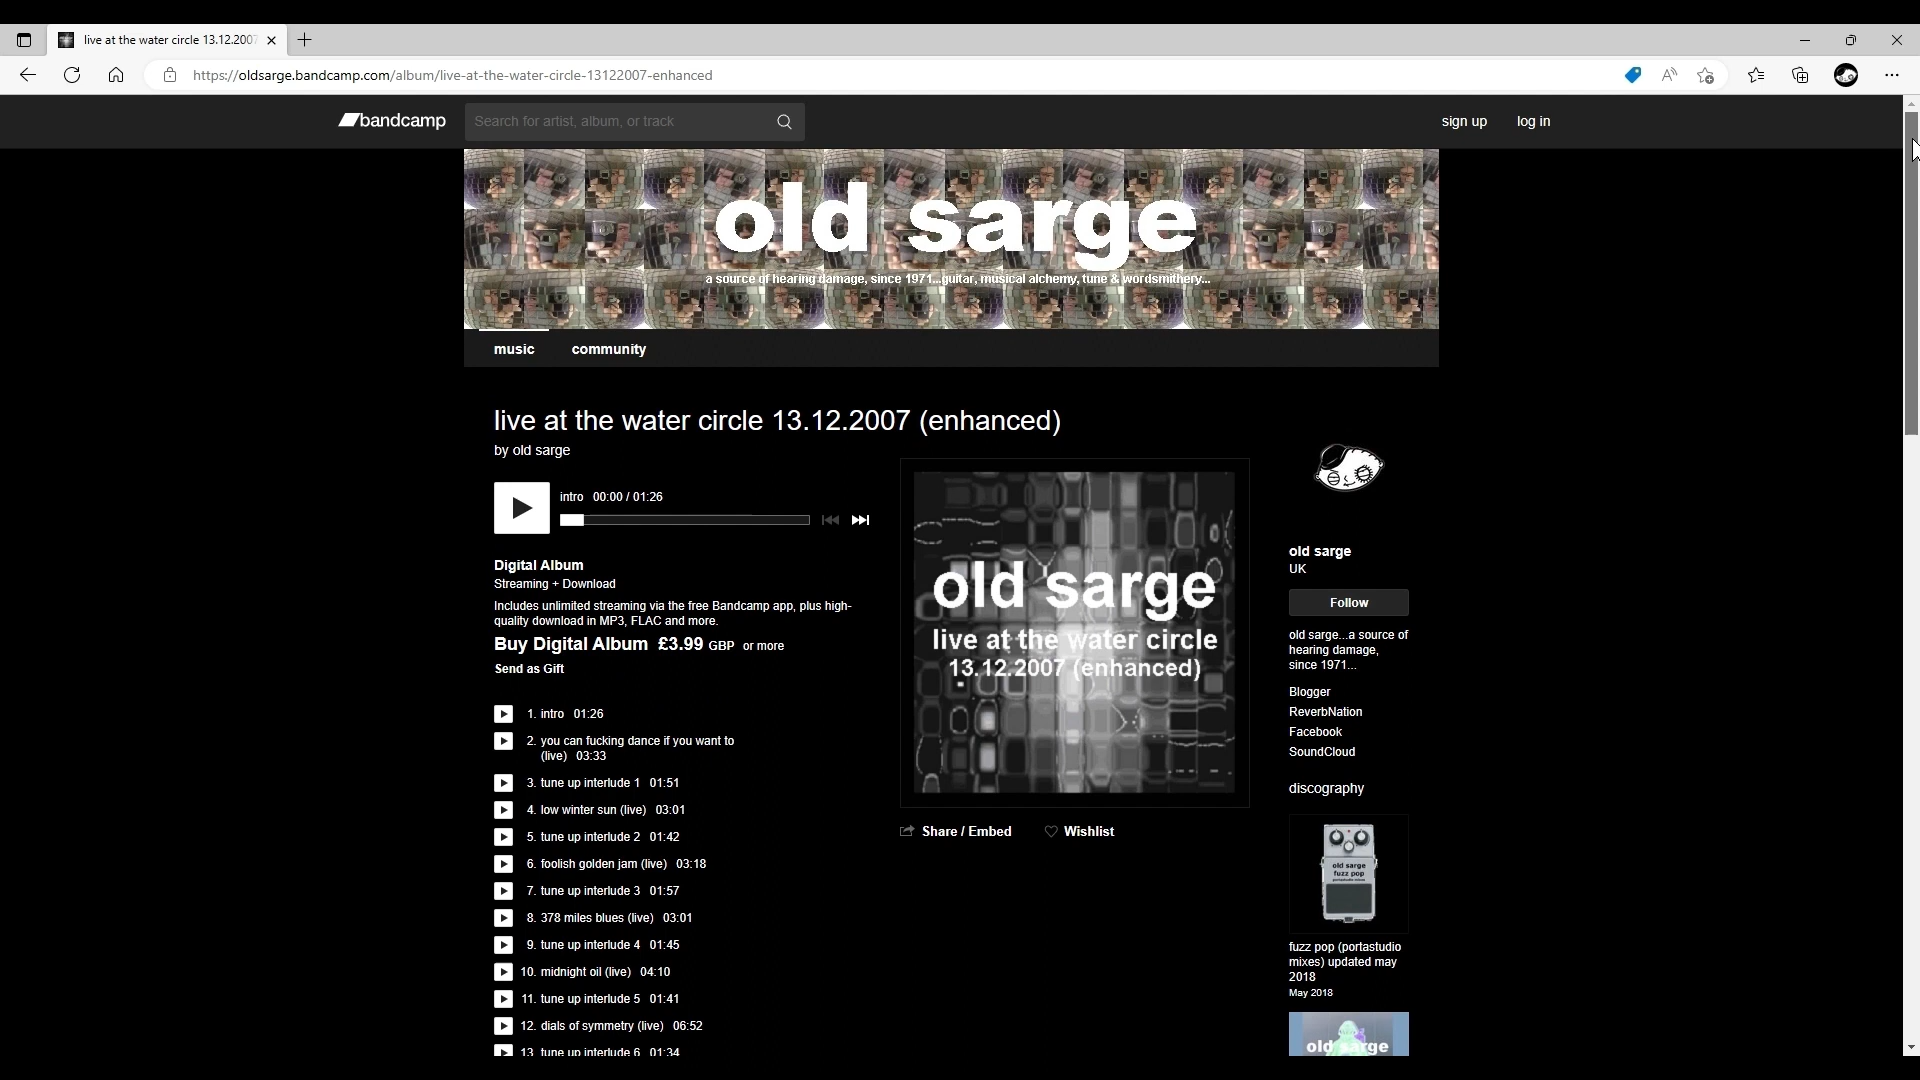 live at the water circle 13.12.2007
https://oldsarge.bandcamp.com/album/live-at-the-water-circle-13122007-enhanced
bandcamp
Search for artist, album, or track
sign up
log in
old sarge
a source of hearing damage, since 1971...guitar, musical alchemy, tune & wordsmithery...
music
community
live at the water circle 13.12.2007 (enhanced)
by old sarge
intro 00:00 / 01:26
Digital Album
Streaming + Download
Includes unlimited streaming via the free Bandcamp app, plus high-
quality download in MP3, FLAC and more.
Buy Digital Album £3.99 GBP or more
Send as Gift
1. intro 01:26
2. you can fucking dance if you want to
(live) 03:33
3. tune up interlude 1 01:51
4. low winter sun (live) 03:01
5. tune up interlude 2 01:42
6. foolish golden jam (live) 03:18
7. tune up interlude 3 01:57
8. 378 miles blues (live) 03:01
9. tune up interlude 4 01:45
10. midnight oil (live) 04:10
11. tune up interlude 5 01:41
12. dials of symmetry (live) 06:52
13. tune up interlude 6 01:34
old sarge
live at the water circle
13.12.2007 (enhanced)
Share / Embed
Wishlist
old sarge
UK
Follow
old sarge...a source of
hearing damage,
since 1971...
Blogger
ReverbNation
Facebook
SoundCloud
discography
old sarge
fuzz pop
portastudio mixes
fuzz pop (portastudio
mixes) updated may
2018
May 2018
old sarge